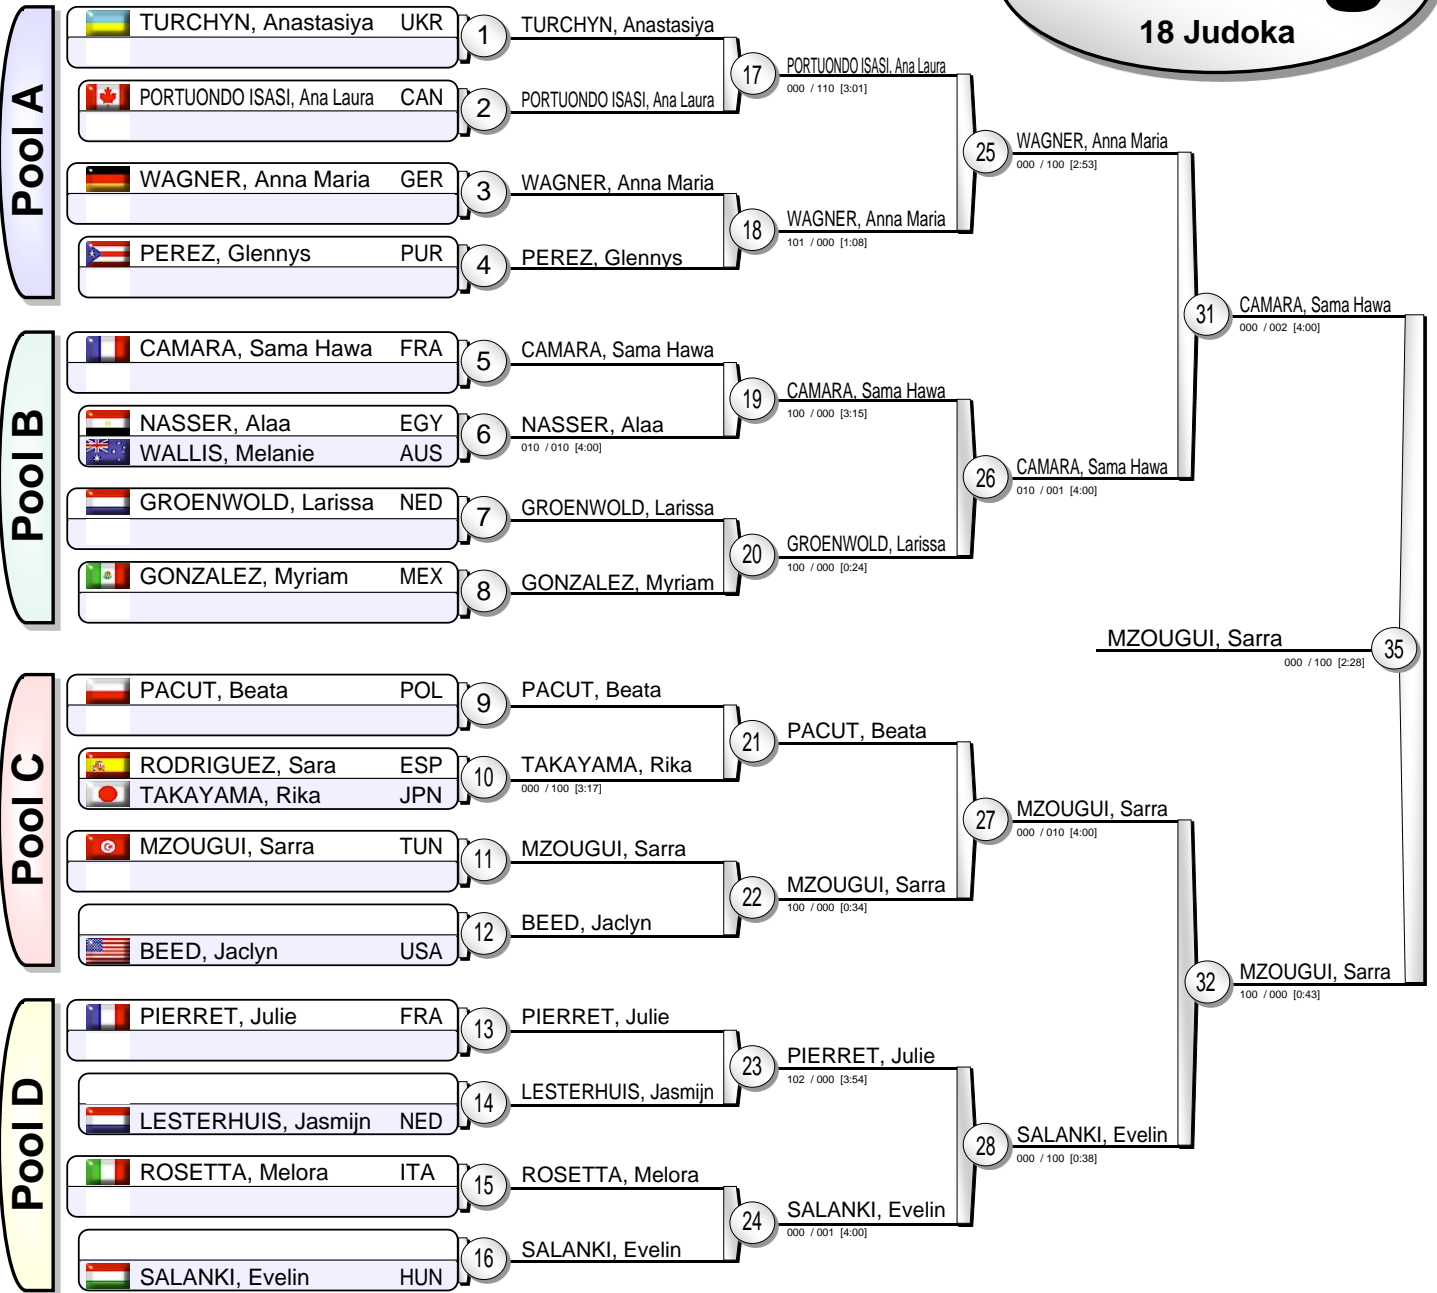 18 Judoka
Pool A
TURCHYN, Anastasiya UKR
1
TURCHYN, Anastasiya
PORTUONDO ISASI, Ana Laura CAN
2
PORTUONDO ISASI, Ana Laura
17
PORTUONDO ISASI, Ana Laura
000 / 110 [3:01]
WAGNER, Anna Maria GER
3
WAGNER, Anna Maria
PEREZ, Glennys PUR
4
PEREZ, Glennys
18
WAGNER, Anna Maria
101 / 000 [1:08]
25
WAGNER, Anna Maria
000 / 100 [2:53]
Pool B
CAMARA, Sama Hawa FRA
5
CAMARA, Sama Hawa
NASSER, Alaa EGY
WALLIS, Melanie AUS
6
NASSER, Alaa
010 / 010 [4:00]
19
CAMARA, Sama Hawa
100 / 000 [3:15]
GROENWOLD, Larissa NED
7
GROENWOLD, Larissa
GONZALEZ, Myriam MEX
8
GONZALEZ, Myriam
20
GROENWOLD, Larissa
100 / 000 [0:24]
26
CAMARA, Sama Hawa
010 / 001 [4:00]
31
CAMARA, Sama Hawa
000 / 002 [4:00]
MZOUGUI, Sarra
000 / 100 [2:28]
35
Pool C
PACUT, Beata POL
9
PACUT, Beata
RODRIGUEZ, Sara ESP
TAKAYAMA, Rika JPN
10
TAKAYAMA, Rika
000 / 100 [3:17]
21
PACUT, Beata
MZOUGUI, Sarra TUN
11
MZOUGUI, Sarra
BEED, Jaclyn USA
12
BEED, Jaclyn
22
MZOUGUI, Sarra
100 / 000 [0:34]
27
MZOUGUI, Sarra
000 / 010 [4:00]
Pool D
PIERRET, Julie FRA
13
PIERRET, Julie
LESTERHUIS, Jasmijn NED
14
LESTERHUIS, Jasmijn
23
PIERRET, Julie
102 / 000 [3:54]
ROSETTA, Melora ITA
15
ROSETTA, Melora
SALANKI, Evelin HUN
16
SALANKI, Evelin
24
SALANKI, Evelin
000 / 001 [4:00]
28
SALANKI, Evelin
000 / 100 [0:38]
32
MZOUGUI, Sarra
100 / 000 [0:43]